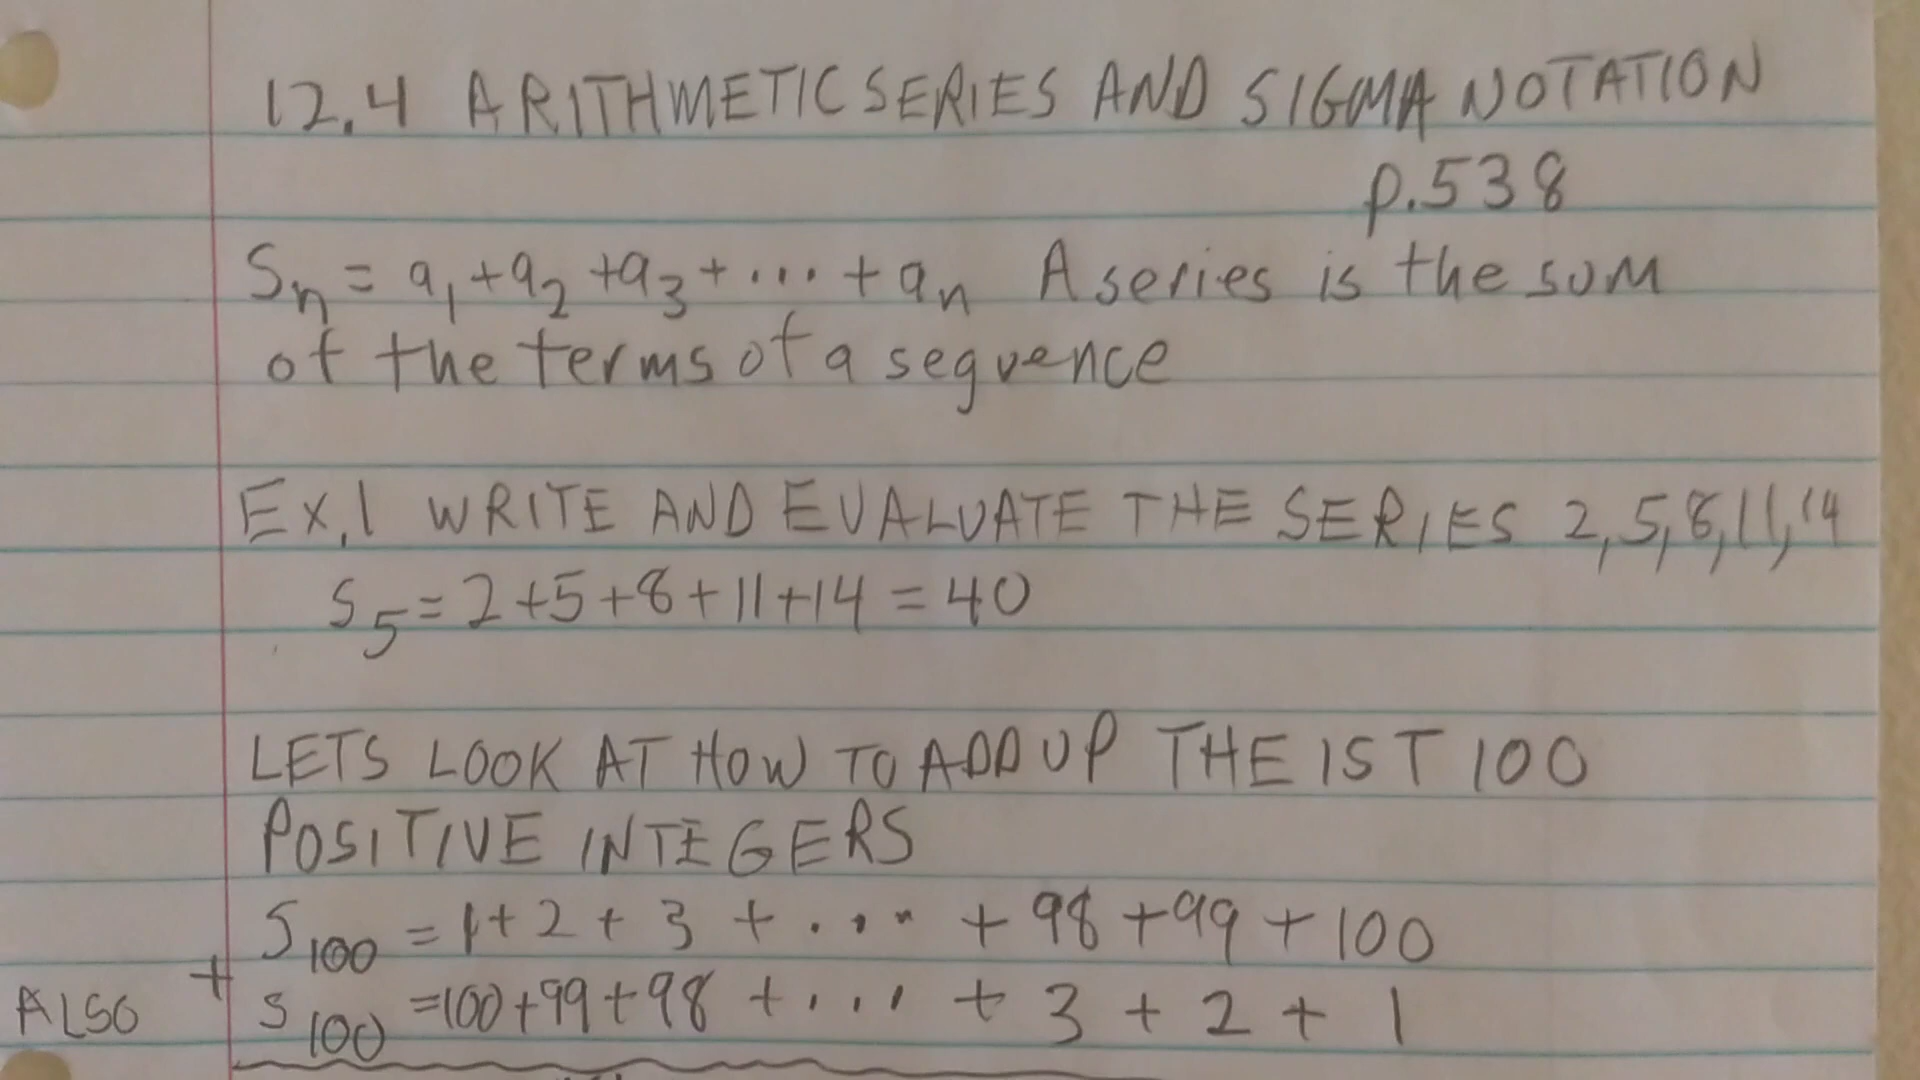 12.4 ARITHMETIC SERIES AND SIGMA NOTATION
p.538
Sₙ = a₁ + a₂ + a₃ + ... + aₙ A series is the sum
of the terms of a sequence
Ex.1 WRITE AND EVALUATE THE SERIES 2,5,8,11,14
S₅ = 2+5+8+11+14 = 40
LETS LOOK AT HOW TO ADD UP THE 1ST 100
POSITIVE INTEGERS
S₁₀₀ = 1 + 2 + 3 + ... + 98 + 99 + 100
ALSO + S₁₀₀ = 100 + 99 + 98 + ... + 3 + 2 + 1